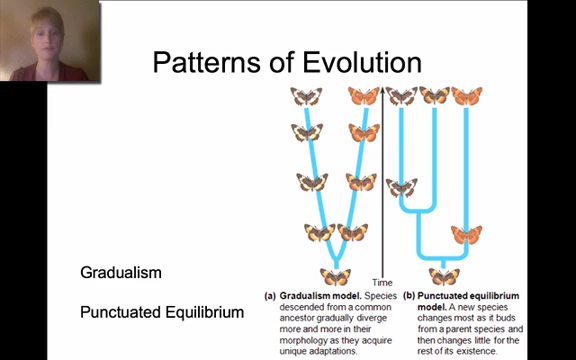 Patterns of Evolution
Time
Gradualism
Punctuated Equilibrium
(a) Gradualism model. Species
descended from a common
ancestor gradually diverge
more and more in their
morphology as they acquire
unique adaptations.
(b) Punctuated equilibrium
model. A new species
changes most as it buds
from a parent species and
then changes little for the
rest of its existence.